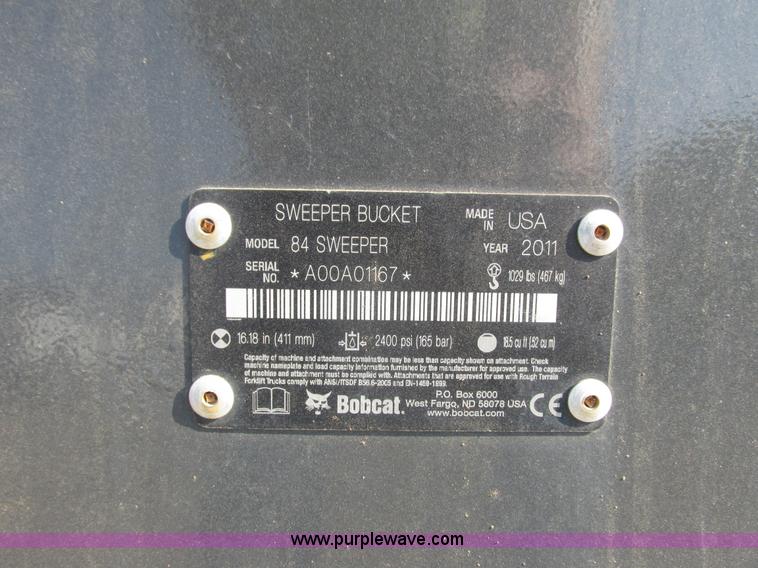 SWEEPER BUCKET
MADE IN USA
MODEL 84 SWEEPER
YEAR 2011
SERIAL NO. *A00A01167*
1029 lbs (467 kg)
16.18 in (411 mm)
2400 psi (165 bar)
18.5 cu ft (.52 cu m)
Capacity of machine and attachment combination may be less than capacity shown on attachment. Check
machine nameplate and load capacity information furnished by the manufacturer for approved use. The capacity
of machine and attachment must be complied with. Attachments that are approved for use with Rough Terrain
Forklift Trucks comply with ANSI/ITSDF B56.6-2005 and EN-1459-1999.
Bobcat.
P.O. Box 6000
West Fargo, ND 58078 USA
www.bobcat.com
CE
www.purplewave.com